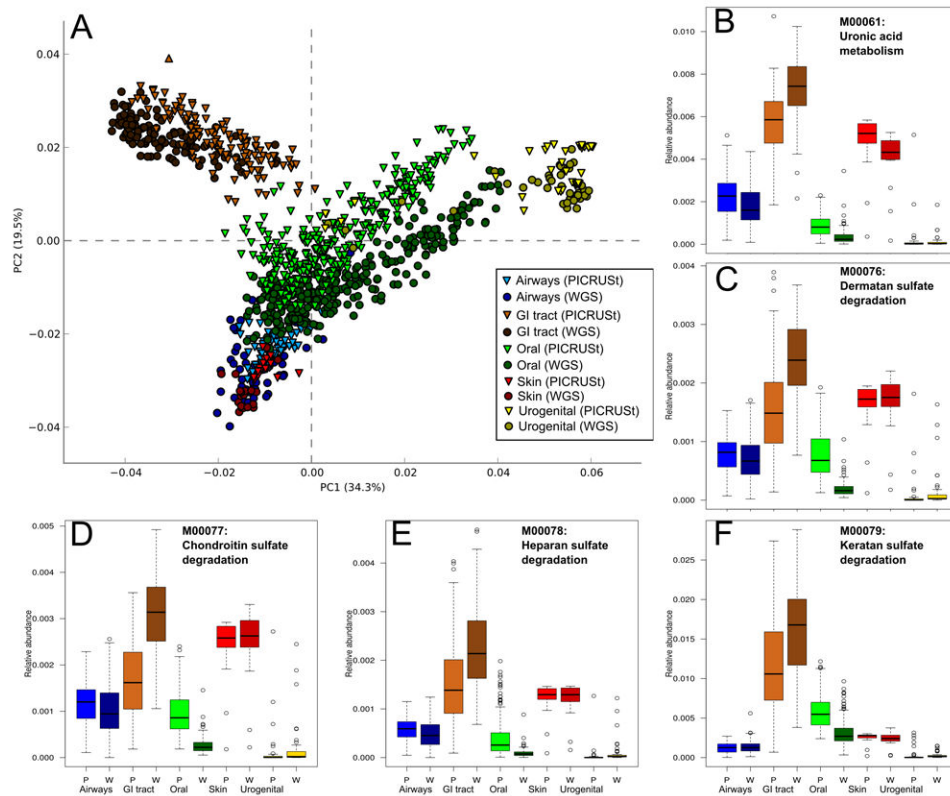 A
0.04
0.02
0.00
−0.02
−0.04
PC2 (19.5%)
−0.04
−0.02
0.00
0.02
0.04
0.06
PC1 (34.3%)
Airways (PICRUSt)
Airways (WGS)
GI tract (PICRUSt)
GI tract (WGS)
Oral (PICRUSt)
Oral (WGS)
Skin (PICRUSt)
Skin (WGS)
Urogenital (PICRUSt)
Urogenital (WGS)
B
M00061:
Uronic acid
metabolism
Relative abundance
0.010
0.008
0.006
0.004
0.002
0.000
C
M00076:
Dermatan sulfate
degradation
Relative abundance
0.003
0.002
0.001
0.000
D
M00077:
Chondroitin sulfate
degradation
Relative abundance
0.005
0.004
0.003
0.002
0.001
0.000
P W P W P W P W P W
Airways GI tract Oral Skin Urogenital
E
M00078:
Heparan sulfate
degradation
Relative abundance
0.004
0.003
0.002
0.001
0.000
P W P W P W P W P W
Airways GI tract Oral Skin Urogenital
F
M00079:
Keratan sulfate
degradation
Relative abundance
0.030
0.025
0.020
0.015
0.010
0.005
0.000
P W P W P W P W P W
Airways GI tract Oral Skin Urogenital